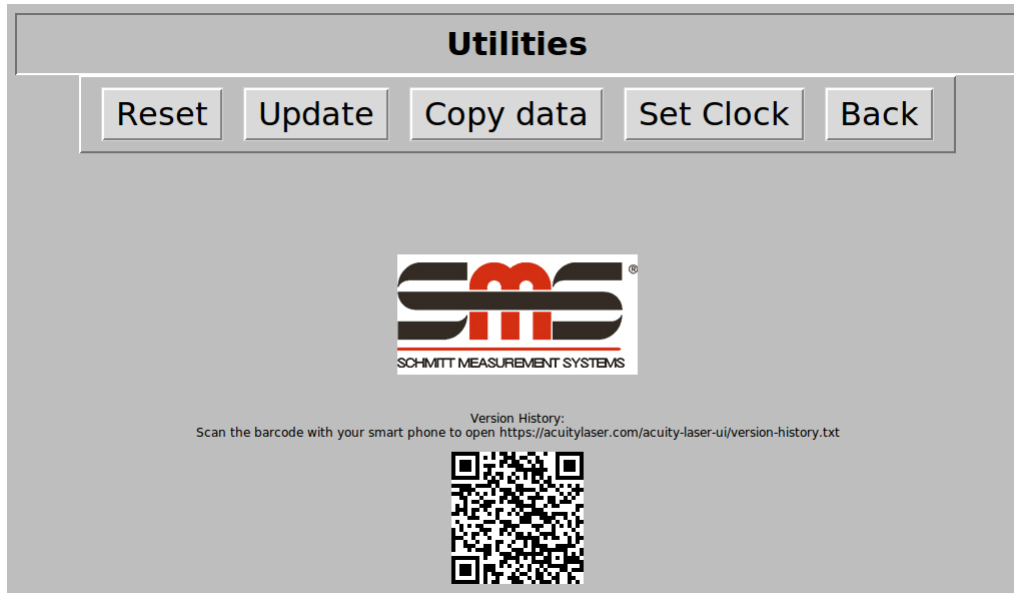 Utilities
Reset Update Copy data Set Clock Back
sms ®
SCHMITT MEASUREMENT SYSTEMS
Version History:
Scan the barcode with your smart phone to open https://acuitylaser.com/acuity-laser-ui/version-history.txt